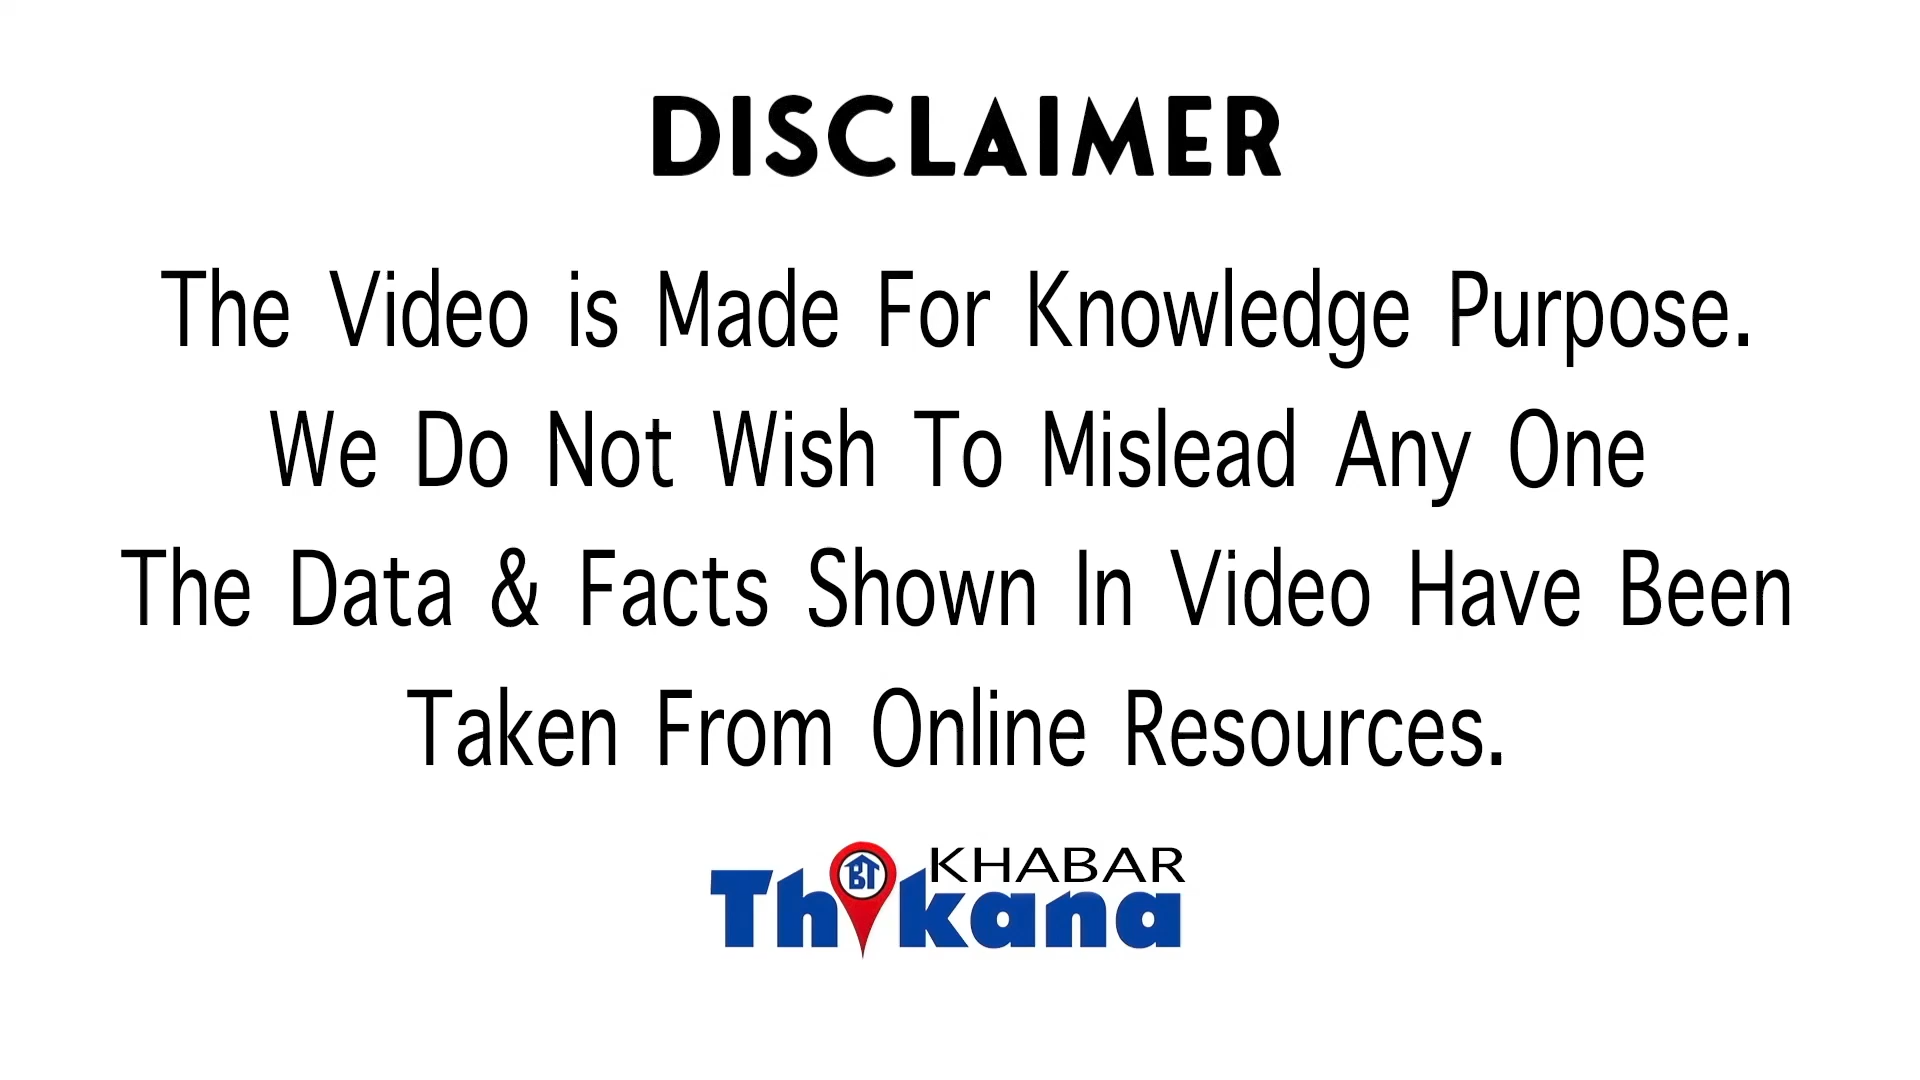 DISCLAIMER
The Video is Made For Knowledge Purpose.
We Do Not Wish To Mislead Any One
The Data & Facts Shown In Video Have Been
Taken From Online Resources.
KHABAR
BT
Thikana